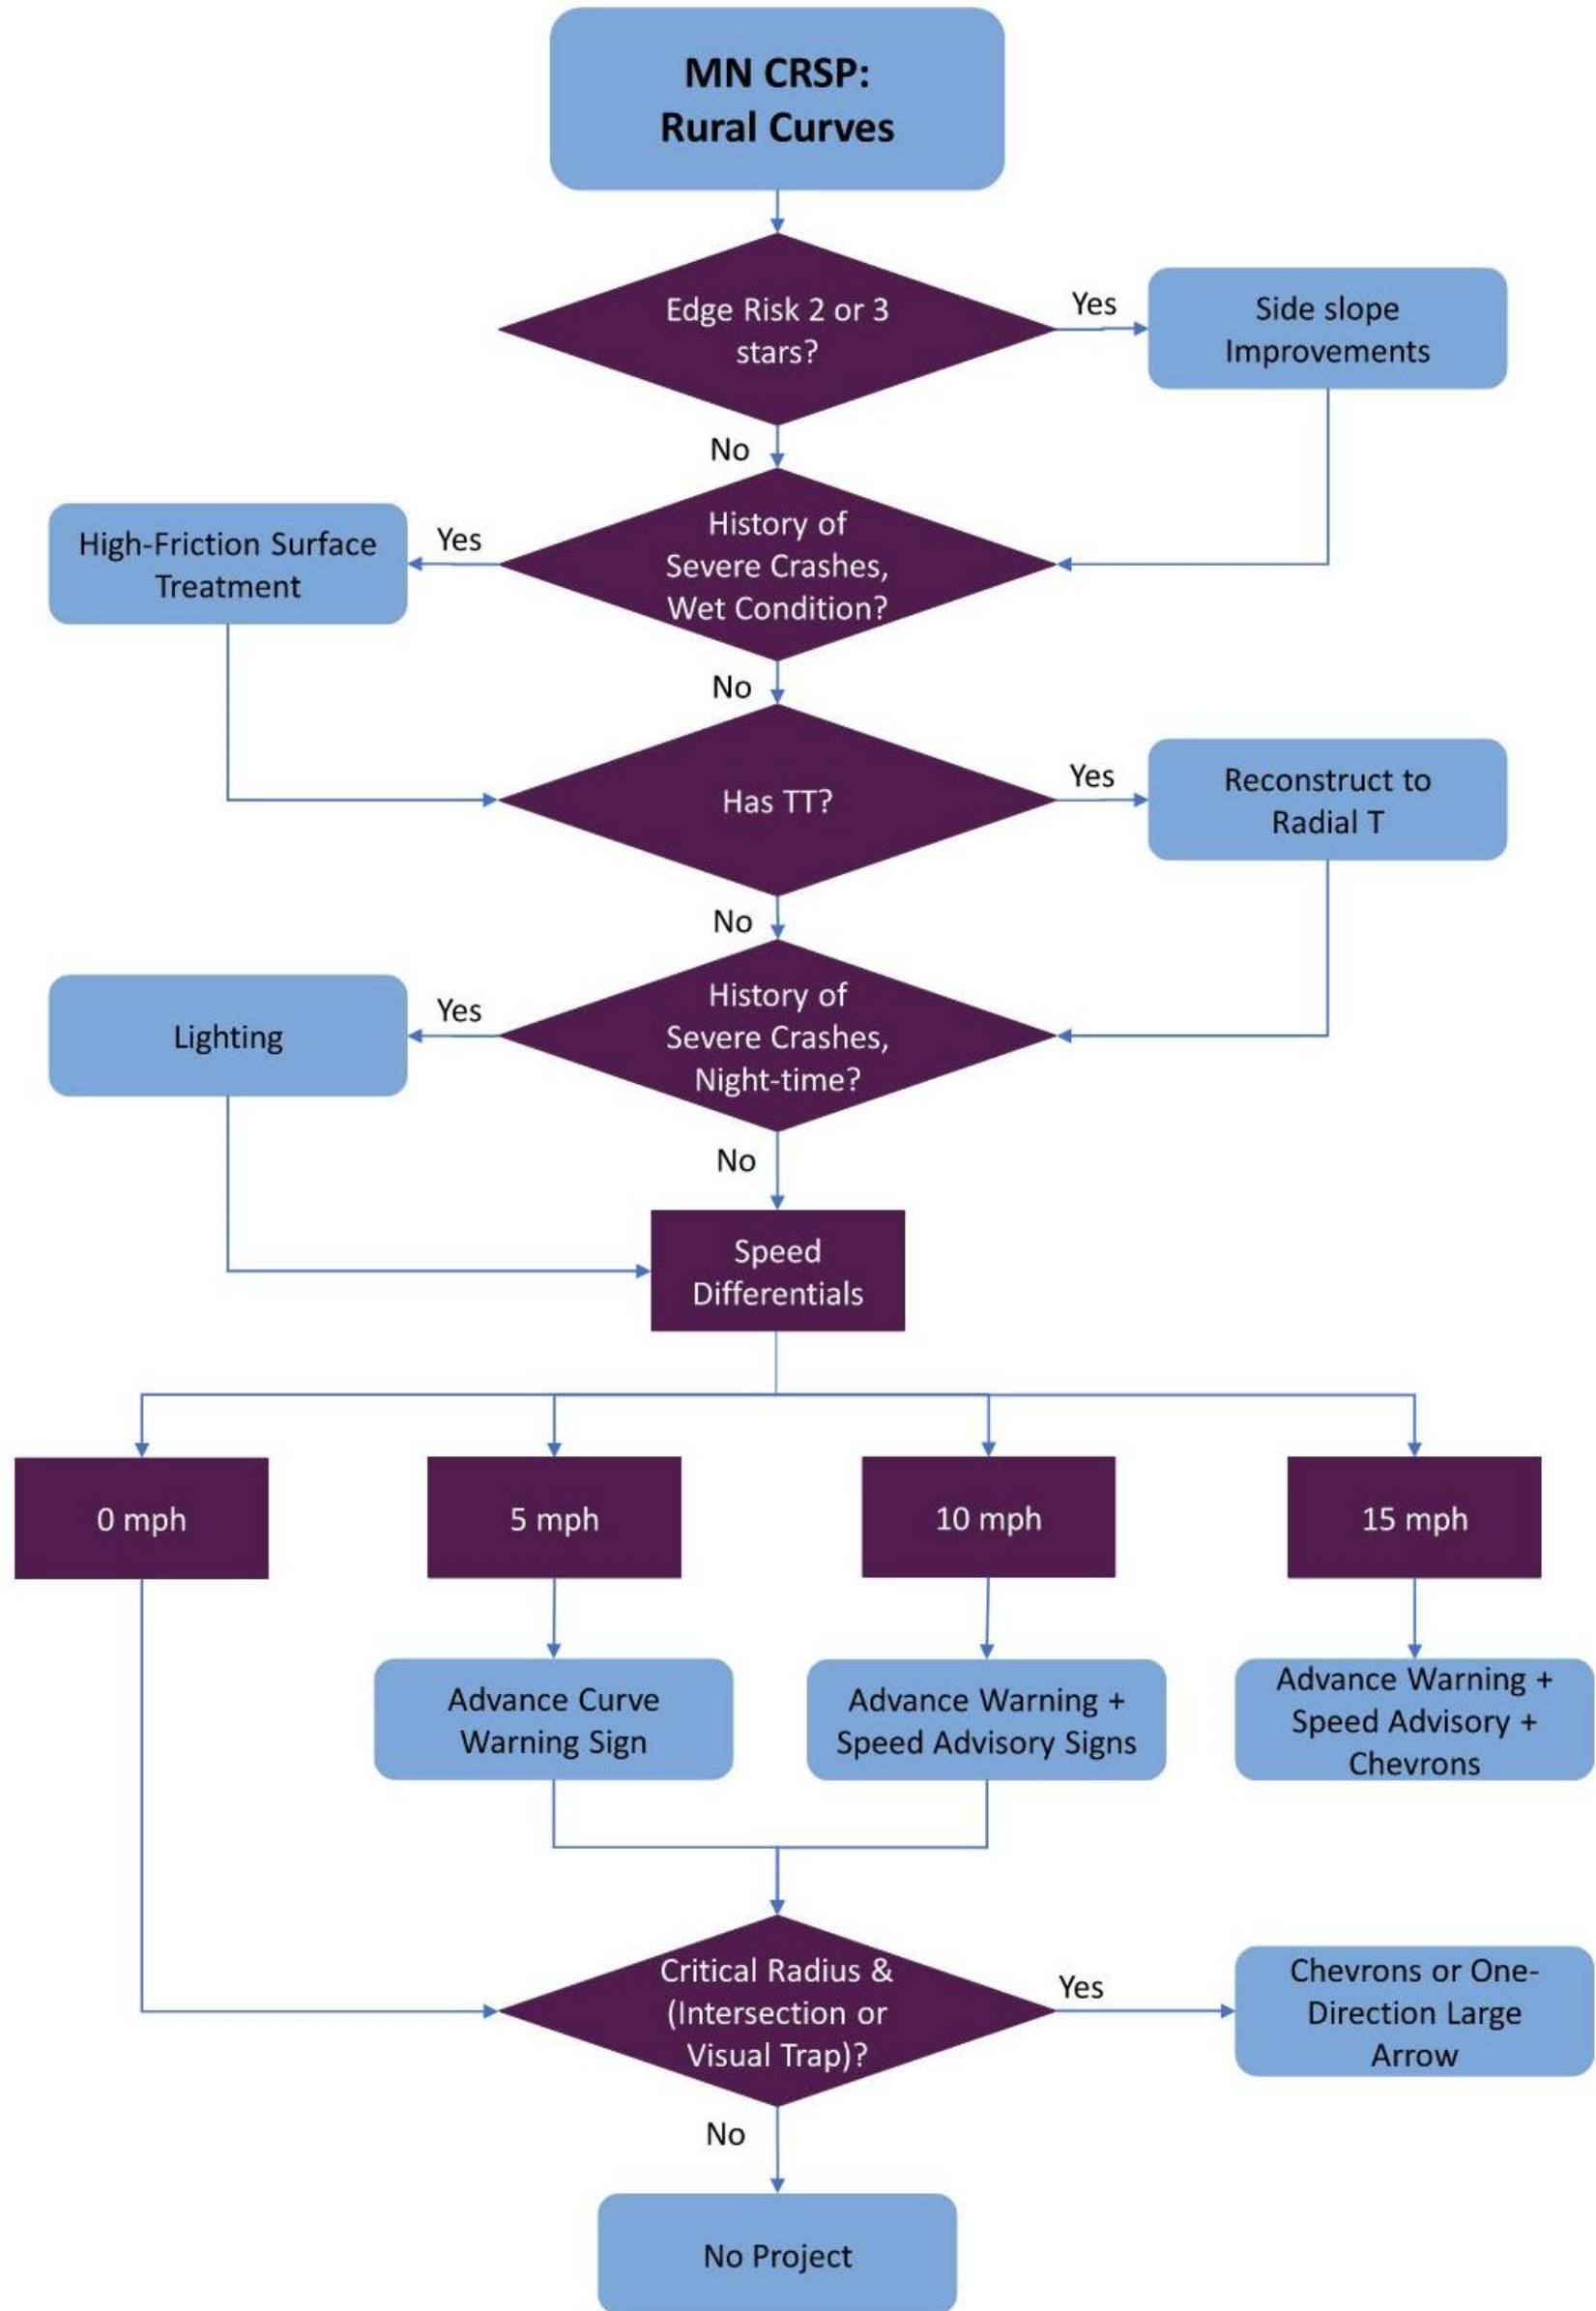 MN CRSP:
Rural Curves
Edge Risk 2 or 3
stars?
Yes
Side slope
Improvements
No
History of
Severe Crashes,
Wet Condition?
Yes
High-Friction Surface
Treatment
No
Has TT?
Yes
Reconstruct to
Radial T
No
History of
Severe Crashes,
Night-time?
Yes
Lighting
No
Speed
Differentials
0 mph
5 mph
10 mph
15 mph
Advance Curve
Warning Sign
Advance Warning +
Speed Advisory Signs
Advance Warning +
Speed Advisory +
Chevrons
Critical Radius &
(Intersection or
Visual Trap)?
Yes
Chevrons or One-
Direction Large
Arrow
No
No Project